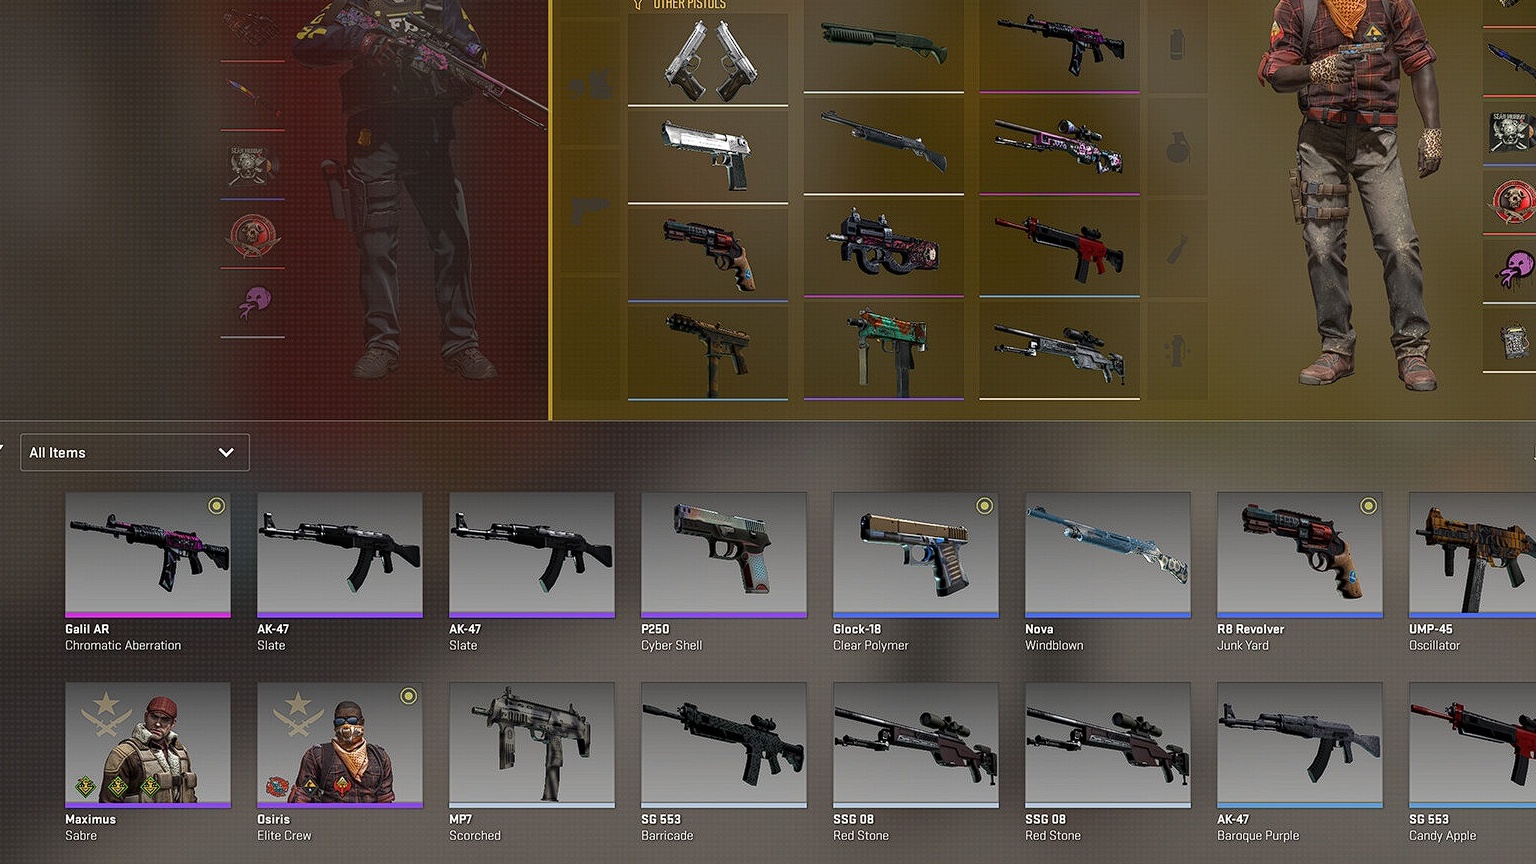 OTHER PISTOLS
All Items
Galil AR
Chromatic Aberration
AK-47
Slate
AK-47
Slate
P250
Cyber Shell
Glock-18
Clear Polymer
Nova
Windblown
R8 Revolver
Junk Yard
UMP-45
Oscillator
Maximus
Sabre
Osiris
Elite Crew
MP7
Scorched
SG 553
Barricade
SSG 08
Red Stone
SSG 08
Red Stone
AK-47
Baroque Purple
SG 553
Candy Apple